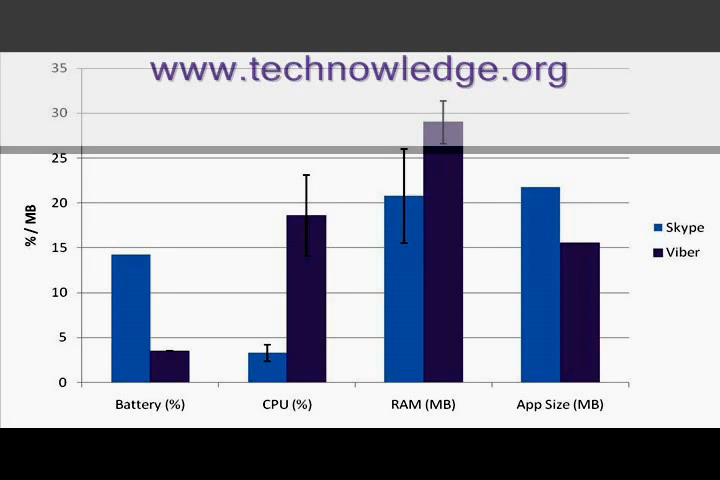 www.technowledge.org
35
30
25
20
15
10
5
0
% / MB
Battery (%)
CPU (%)
RAM (MB)
App Size (MB)
Skype
Viber